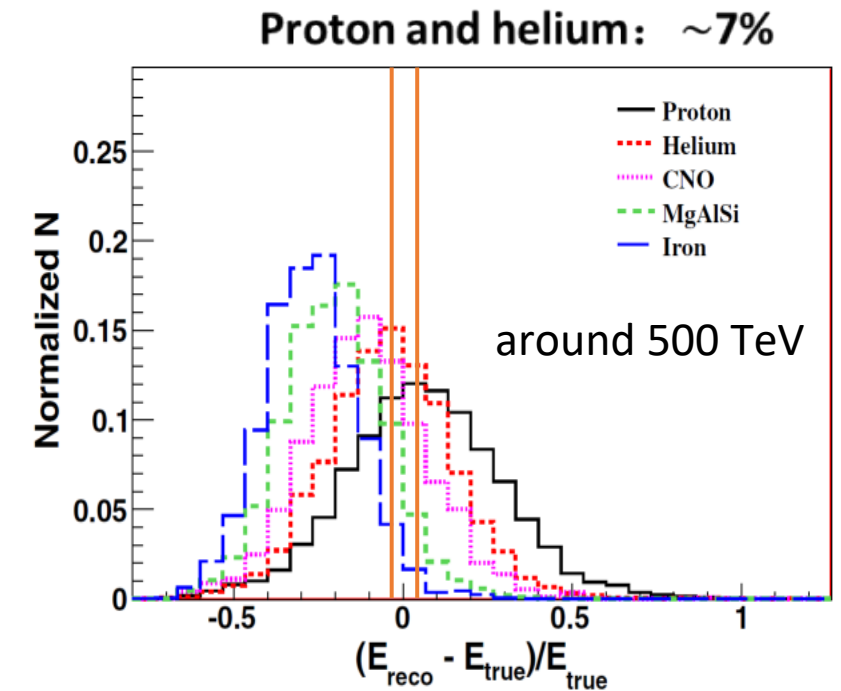 Proton and helium： ~7%
Normalized N
0.25
0.2
0.15
0.1
0.05
0
-0.5
0
0.5
1
Proton
Helium
CNO
MgAlSi
Iron
around 500 TeV
(E_reco - E_true)/E_true